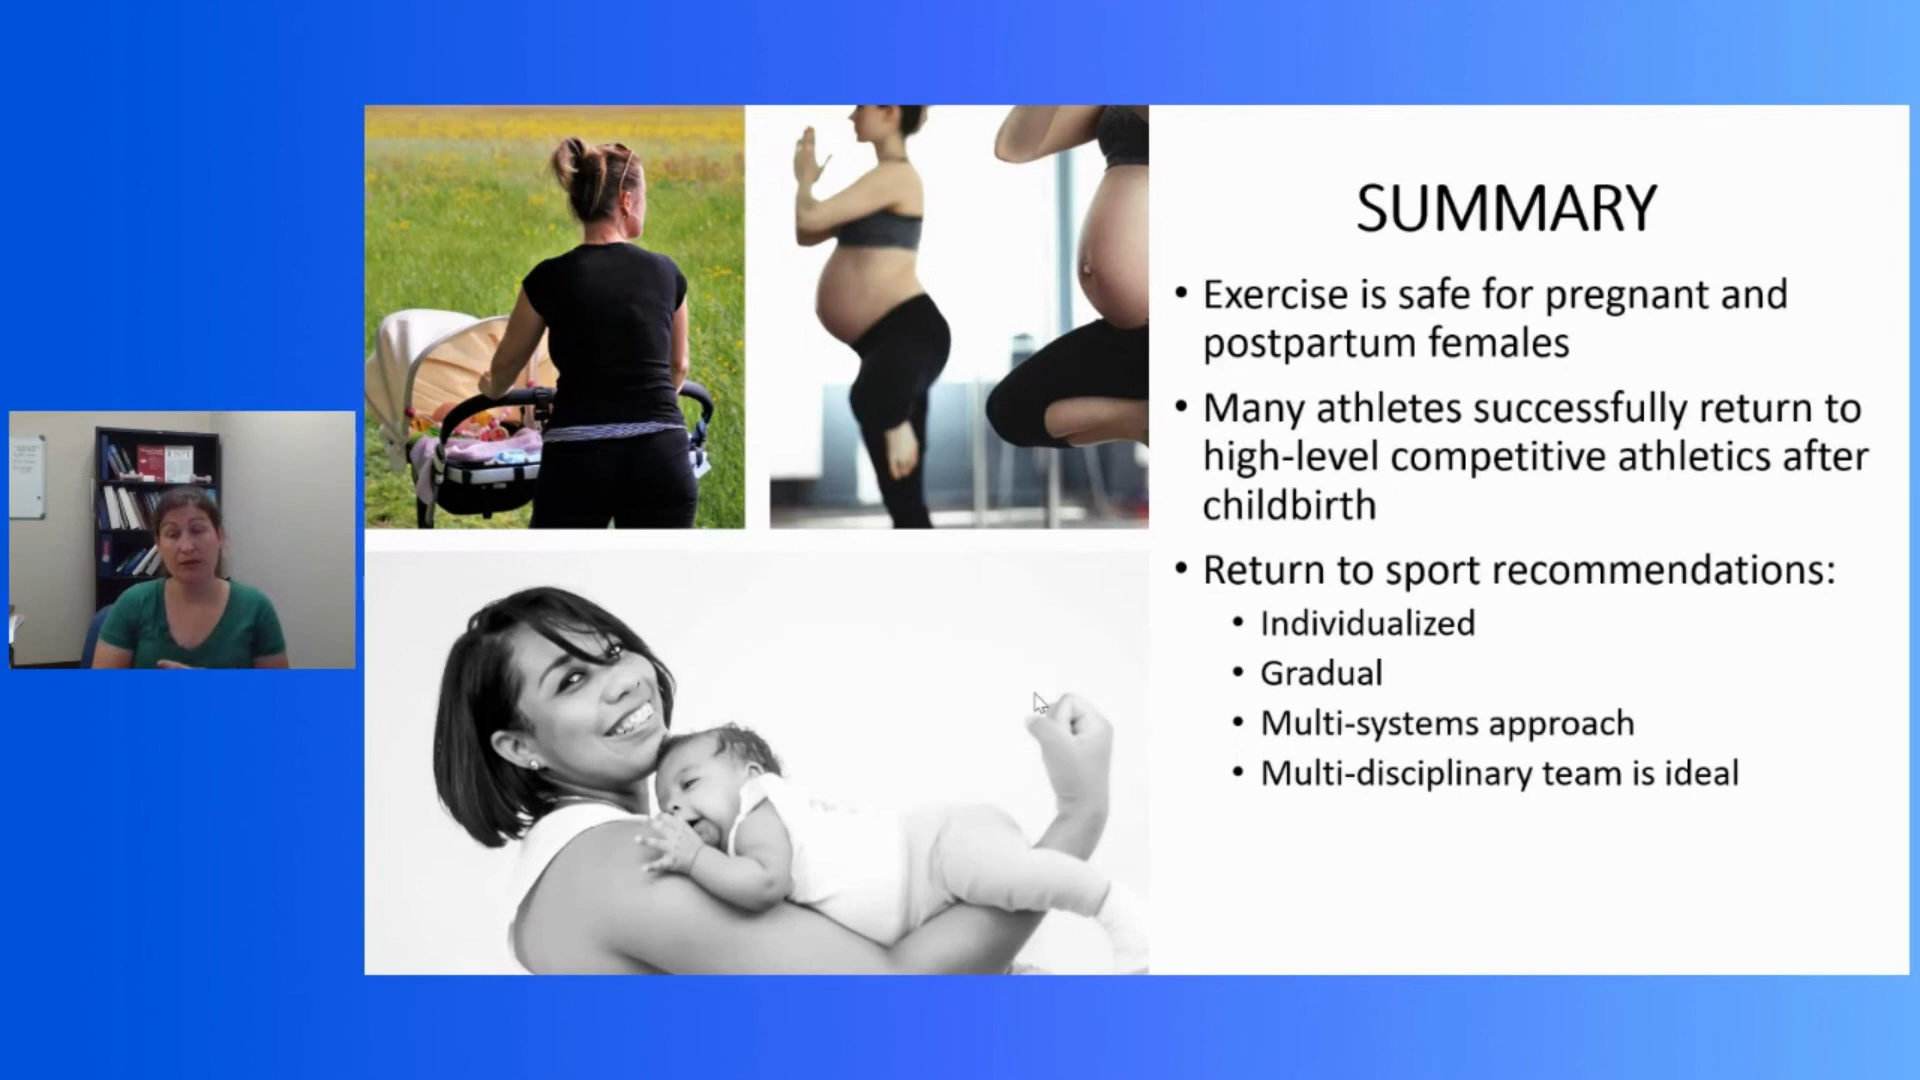 SUMMARY
• Exercise is safe for pregnant and
postpartum females
• Many athletes successfully return to
high-level competitive athletics after
childbirth
• Return to sport recommendations:
• Individualized
• Gradual
• Multi-systems approach
• Multi-disciplinary team is ideal